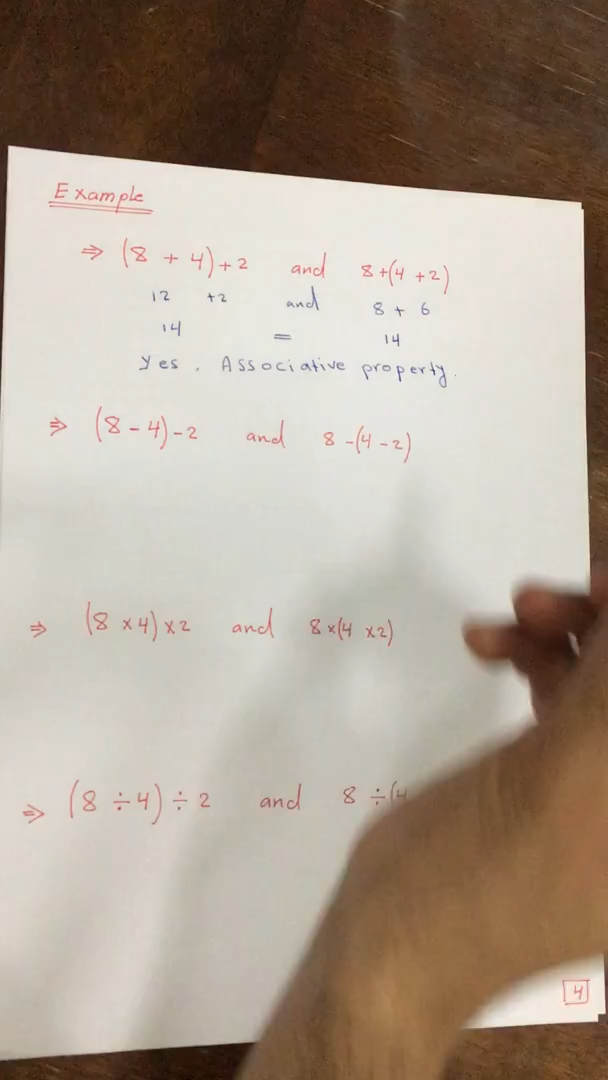 Example
⇒ (8 + 4) + 2 and 8 + (4 + 2)
12 + 2 and 8 + 6
14 = 14
Yes . Associative property.
⇒ (8 - 4) - 2 and 8 - (4 - 2)
⇒ (8 × 4) × 2 and 8 × (4 × 2)
⇒ (8 ÷ 4) ÷ 2 and 8 ÷ (4
4